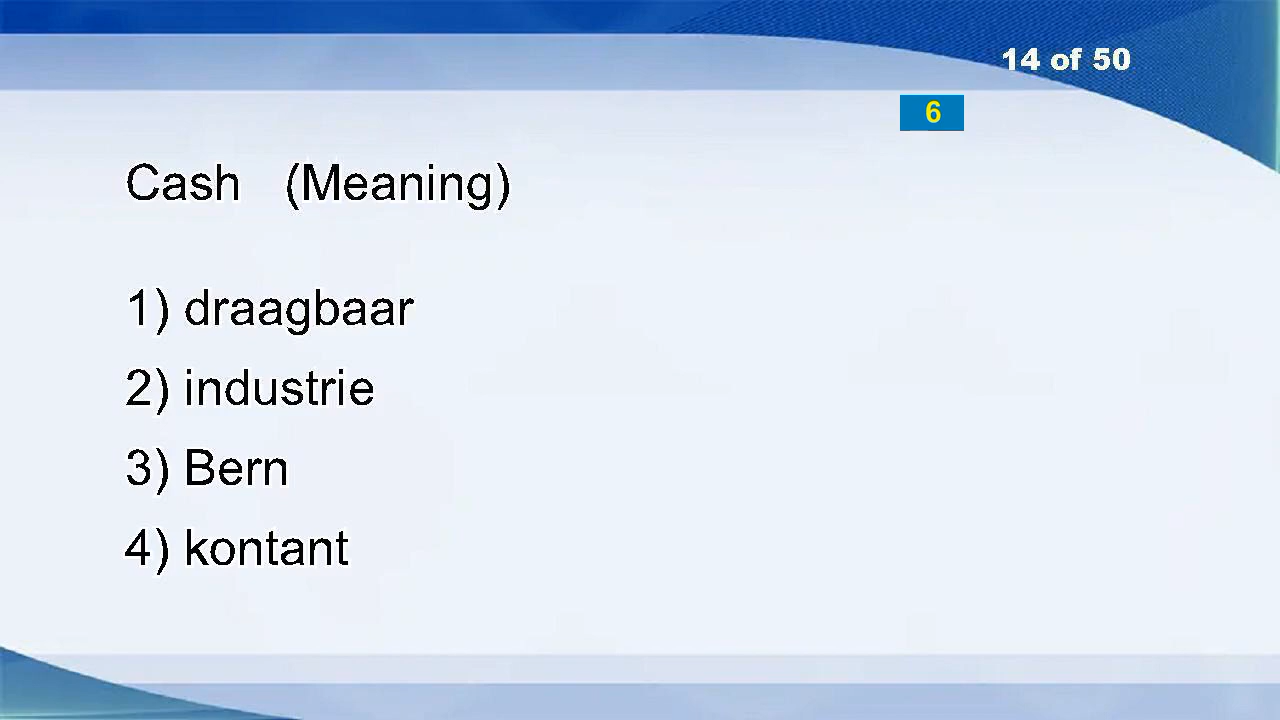 14 of 50
6
Cash (Meaning)
1) draagbaar
2) industrie
3) Bern
4) kontant